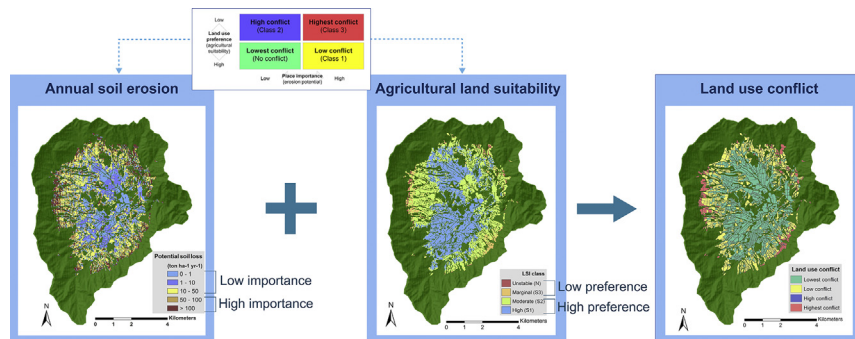 Low
Land use
preference
(agricultural
suitability)
High
High conflict
(Class 2)
Highest conflict
(Class 3)
Lowest conflict
(No conflict)
Low conflict
(Class 1)
Low
Place importance
(erosion potential)
High
Annual soil erosion
Potential soil loss
(ton ha-1 yr-1)
0 - 1
1 - 10
10 - 50
50 - 100
> 100
Low importance
High importance
N
0 1 2 4
Kilometers
Agricultural land suitability
LSI class
Unstable (N)
Marginal (S3)
Moderate (S2)
High (S1)
Low preference
High preference
N
0 1 2 4
Kilometers
Land use conflict
Land use conflict
Lowest conflict
Low conflict
High conflict
Highest conflict
N
0 1 2 4
Kilometers